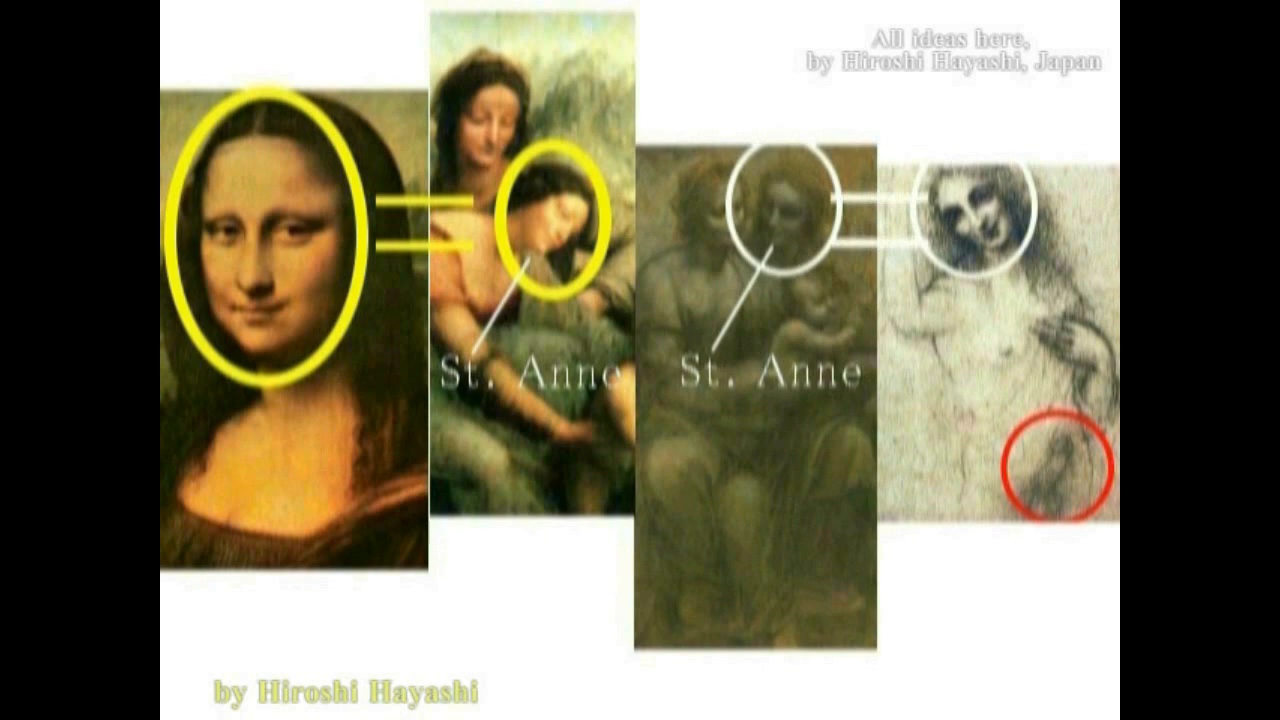 All ideas here,
by Hiroshi Hayashi, Japan
St. Anne
St. Anne
by Hiroshi Hayashi